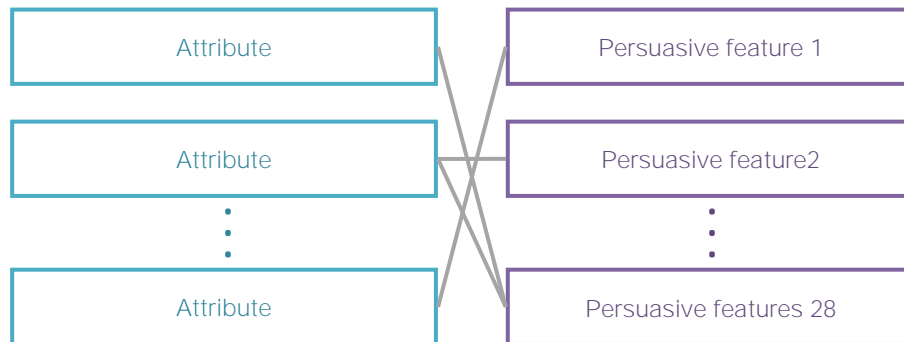 Attribute
Persuasive feature 1
Attribute
Persuasive feature2
Attribute
Persuasive features 28